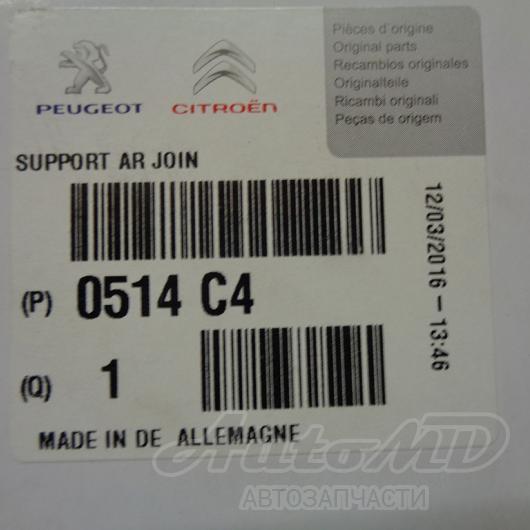 PEUGEOT CITROËN
Pièces d'origine
Original parts
Recambios originales
Originalteile
Ricambi originali
Peças de origem
SUPPORT AR JOIN
(P) 0514 C4
12/03/2016 - 13:46
(Q) 1
MADE IN DE ALLEMAGNE
AutoMD
АВТОЗАПЧАСТИ